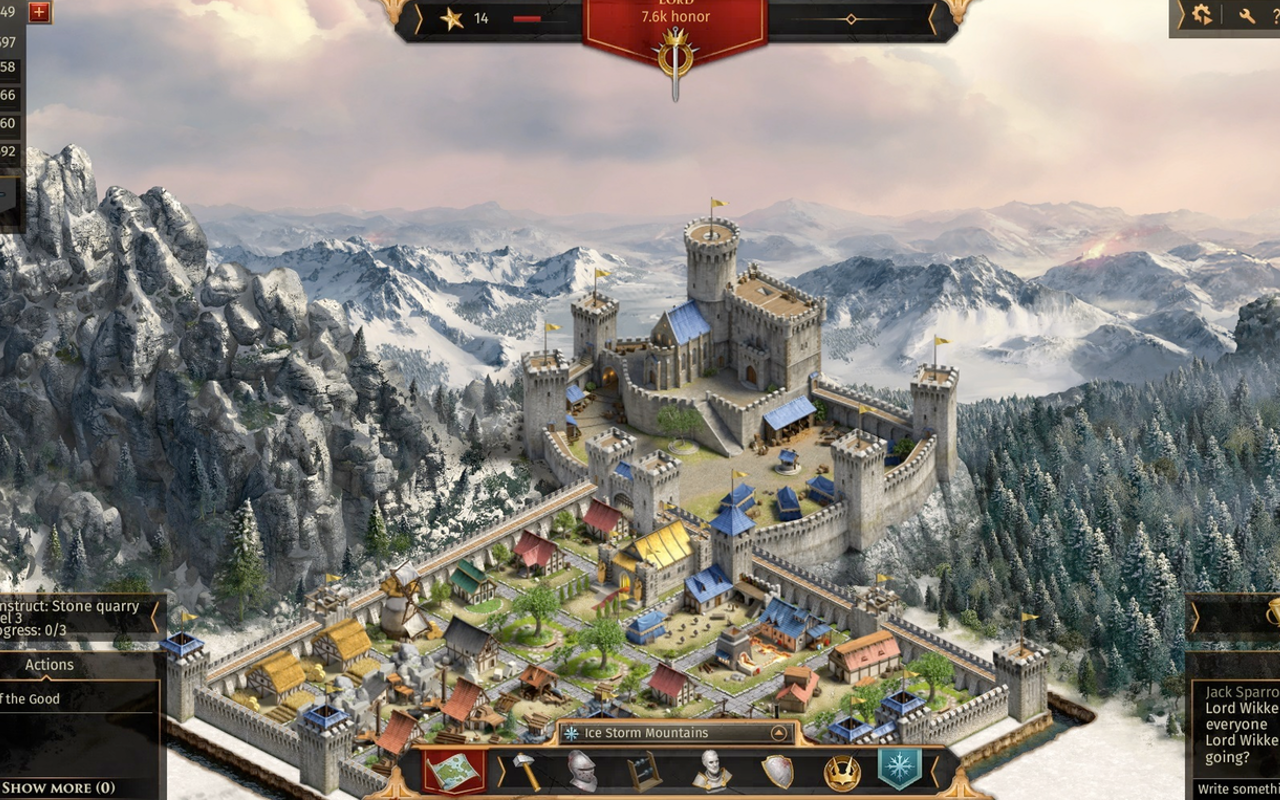 49
597
58
66
60
92
14
LORD
7.6k honor
nstruct: Stone quarry
el 3
ogress: 0/3
Actions
f the Good
SHOW MORE (0)
Ice Storm Mountains
Jack Sparro
Lord Wikke
everyone
Lord Wikke
going?
Write someth
?